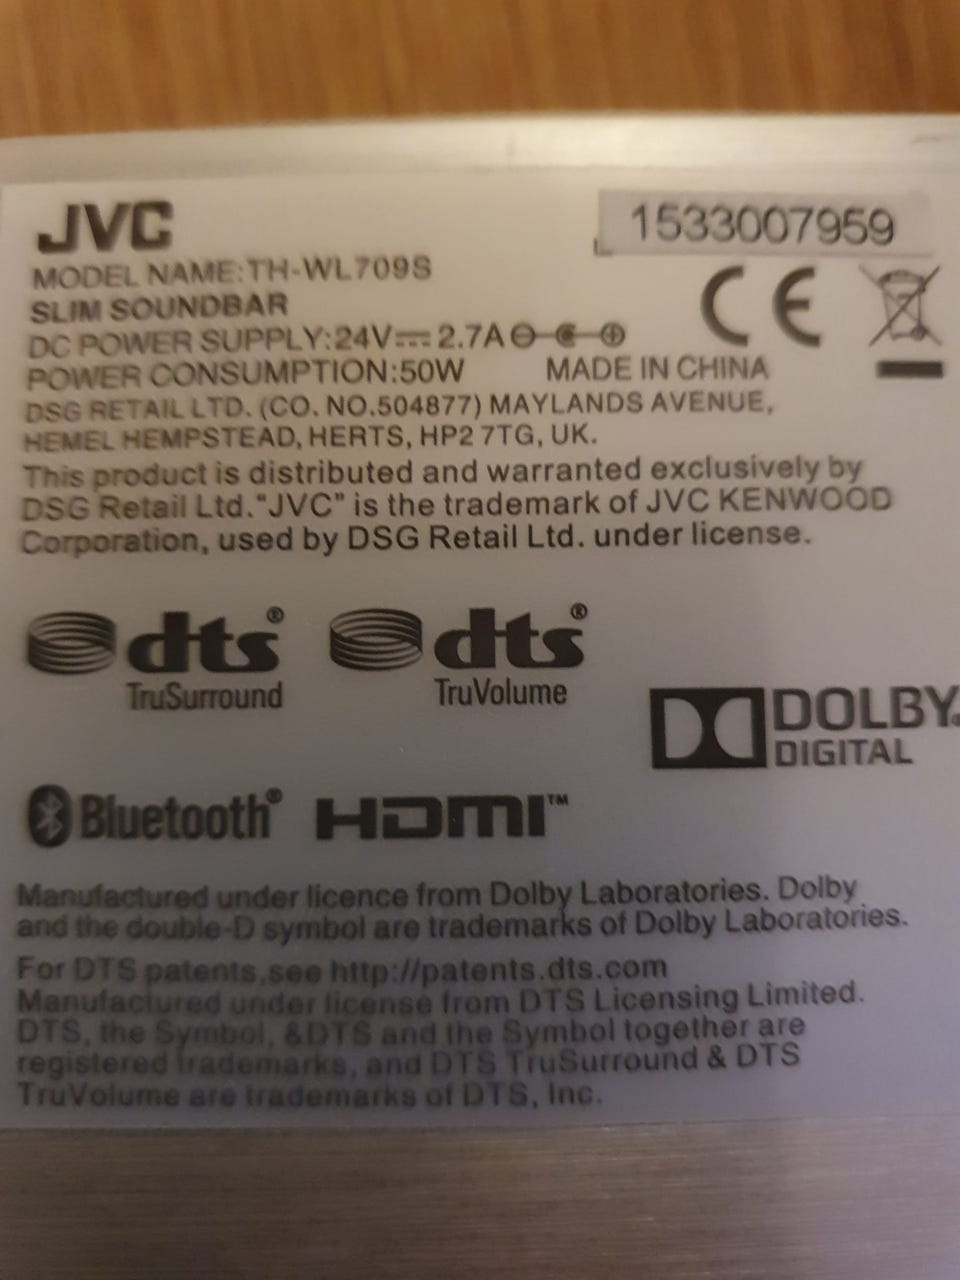 JVC
1533007959
MODEL NAME:TH-WL709S
SLIM SOUNDBAR
DC POWER SUPPLY:24V⎓2.7A
CE
POWER CONSUMPTION:50W MADE IN CHINA
DSG RETAIL LTD. (CO. NO.504877) MAYLANDS AVENUE,
HEMEL HEMPSTEAD, HERTS, HP2 7TG, UK.
This product is distributed and warranted exclusively by
DSG Retail Ltd."JVC" is the trademark of JVC KENWOOD
Corporation, used by DSG Retail Ltd. under license.
dts® dts®
TruSurround TruVolume
DOLBY.
DIGITAL
Bluetooth® HDMI™
Manufactured under licence from Dolby Laboratories. Dolby
and the double-D symbol are trademarks of Dolby Laboratories.
For DTS patents,see http://patents.dts.com
Manufactured under license from DTS Licensing Limited.
DTS, the Symbol, &DTS and the Symbol together are
registered trademarks, and DTS TruSurround & DTS
TruVolume are trademarks of DTS, Inc.